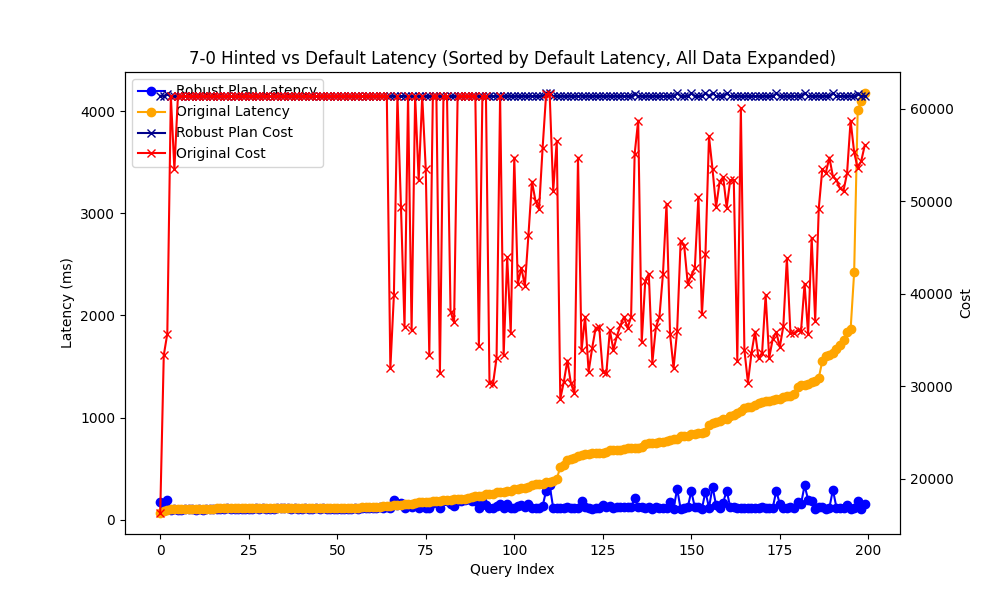 7-0 Hinted vs Default Latency (Sorted by Default Latency, All Data Expanded)
Robust Plan Latency
Original Latency
Robust Plan Cost
Original Cost
4000
3000
2000
1000
0
Latency (ms)
60000
50000
40000
30000
20000
Cost
0 25 50 75 100 125 150 175 200
Query Index